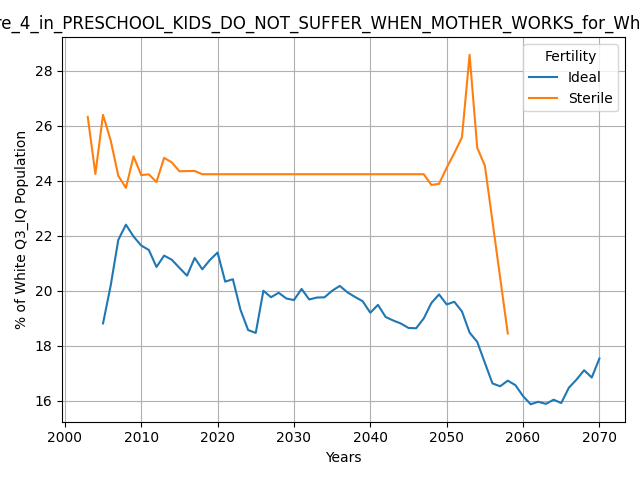 re_4_in_PRESCHOOL_KIDS_DO_NOT_SUFFER_WHEN_MOTHER_WORKS_for_Wh
Fertility
Ideal
Sterile
% of White Q3_IQ Population
28
26
24
22
20
18
16
2000 2010 2020 2030 2040 2050 2060 2070
Years